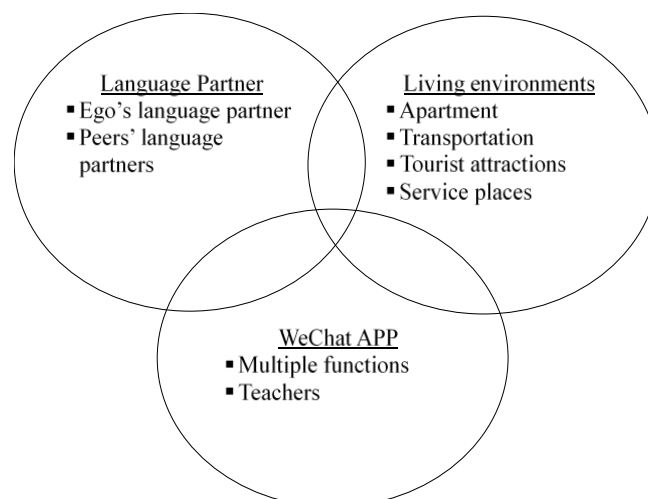 Language Partner
▪ Ego's language partner
▪ Peers' language
partners
Living environments
▪ Apartment
▪ Transportation
▪ Tourist attractions
▪ Service places
WeChat APP
▪ Multiple functions
▪ Teachers